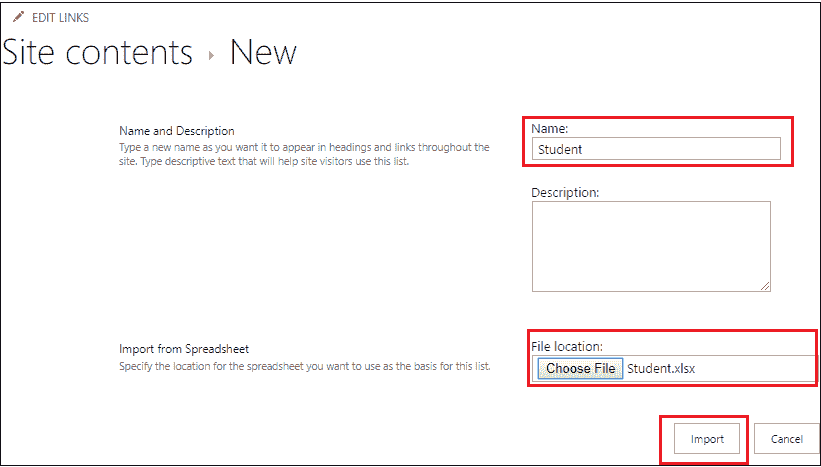 EDIT LINKS
Site contents ▸ New
Name and Description
Type a new name as you want it to appear in headings and links throughout the
site. Type descriptive text that will help site visitors use this list.
Name:
Student
Description:
Import from Spreadsheet
Specify the location for the spreadsheet you want to use as the basis for this list.
File location:
Choose File Student.xlsx
Import Cancel